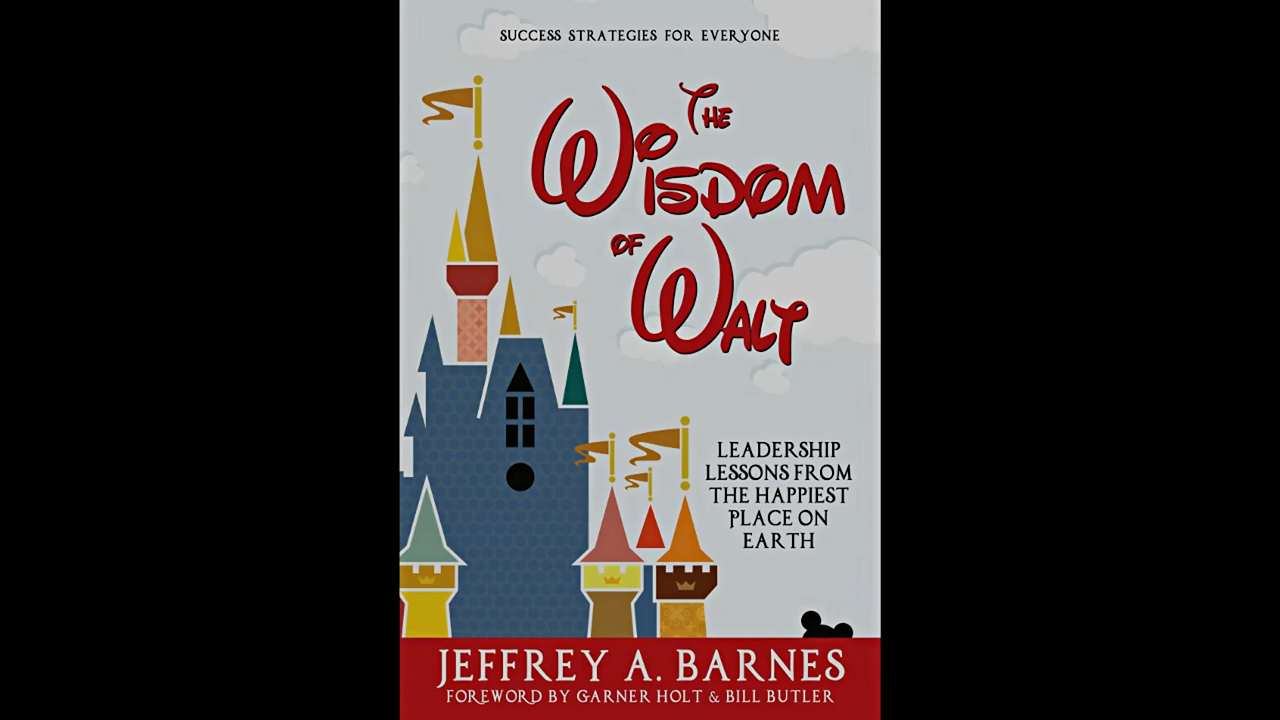 SUCCESS STRATEGIES FOR EVERYONE
THE
WISDOM
OF
WALT
LEADERSHIP
LESSONS FROM
THE HAPPIEST
PLACE ON
EARTH
JEFFREY A. BARNES
FOREWORD BY GARNER HOLT & BILL BUTLER